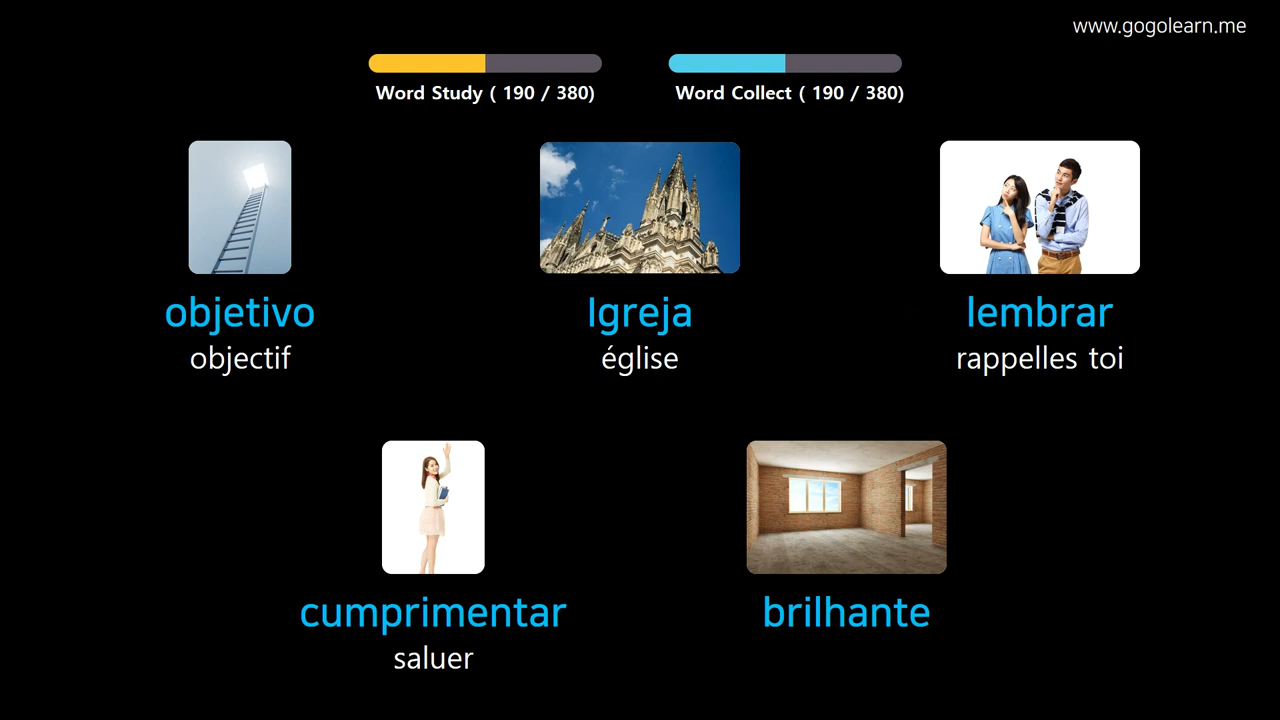 www.gogolearn.me
Word Study ( 190 / 380)
Word Collect ( 190 / 380)
objetivo
objectif
Igreja
église
lembrar
rappelles toi
cumprimentar
saluer
brilhante